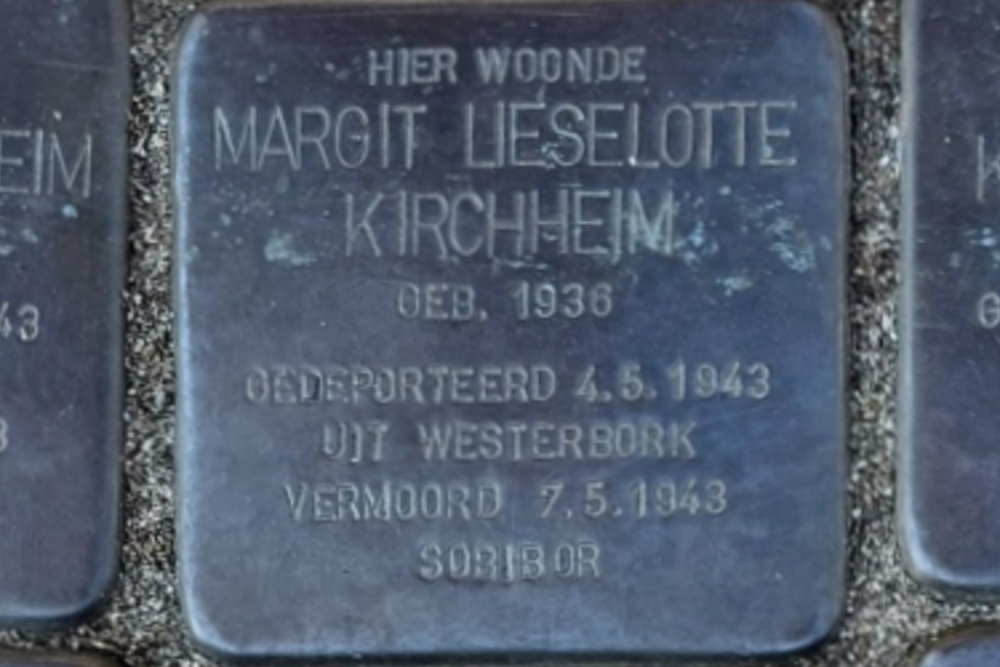 HIER WOONDE
MARGIT LIESELOTTE
KIRCHHEIM
GEB. 1936
GEDEPORTEERD 4.5.1943
UIT WESTERBORK
VERMOORD 7.5.1943
SOBIBOR